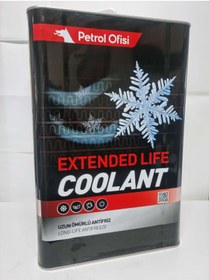 Petrol Ofisi
EXTENDED LIFE
COOLANT
UZUN ÖMÜRLÜ ANTİFRİZ
LONG LIFE ANTIFREEZE